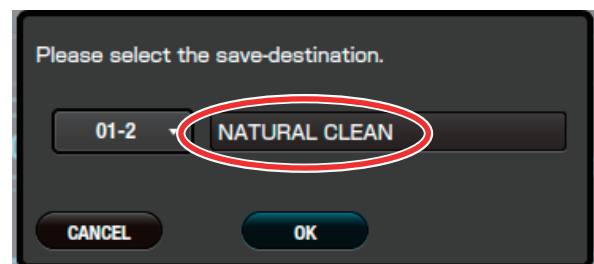 Please select the save-destination.
01-2 NATURAL CLEAN
CANCEL OK